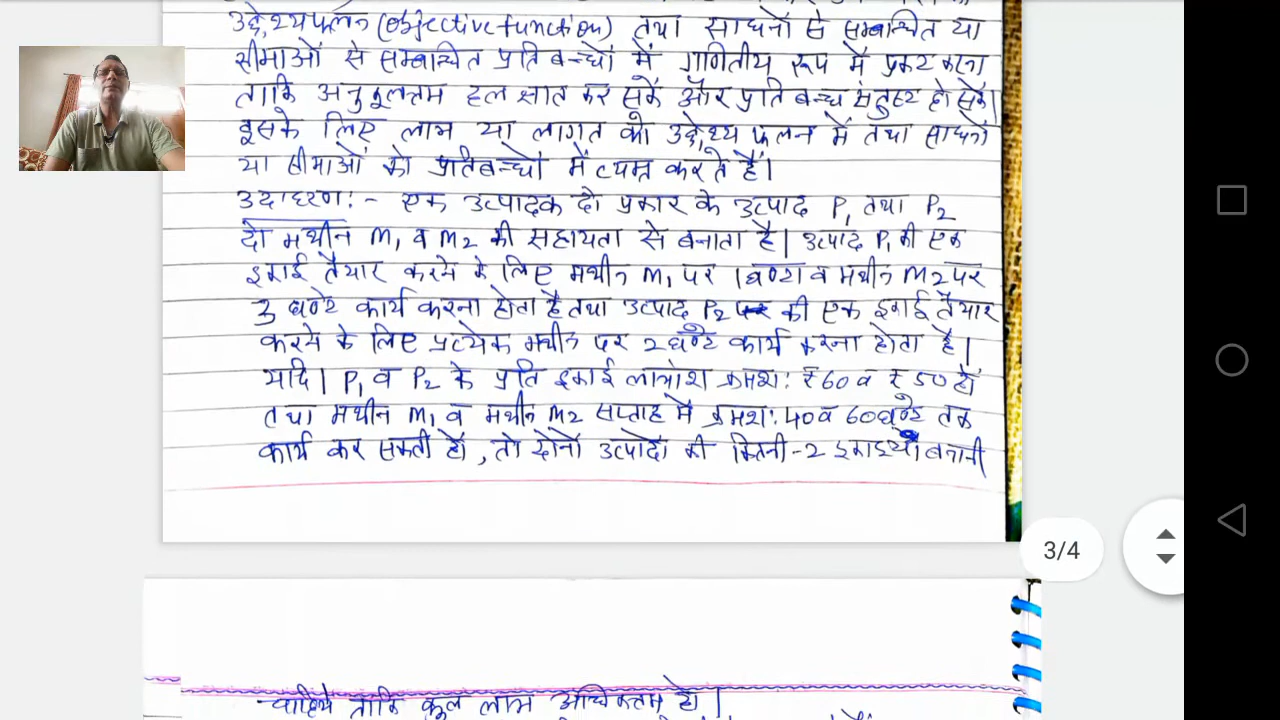 उद्देश्यफलन (objective function) तथा साधनों से सम्बन्धित या
सीमाओं से सम्बन्धित प्रतिबन्धों में गणितीय रूप में प्रकट करना
ताकि अनुकूलतम हल ज्ञात कर सकें और प्रतिबन्ध संतुष्ट हो सकें।
इसके लिए लाभ या लागत को उद्देश्य फलन में तथा साधनों
या सीमाओं को प्रतिबन्धों में व्यक्त करते हैं।
उदाहरण:- एक उत्पादक दो प्रकार के उत्पाद P₁ तथा P₂
दो मशीन M₁ व M₂ की सहायता से बनाता है। उत्पाद P₁ की एक
इकाई तैयार करने के लिए मशीन M₁ पर 1 घण्टा व मशीन M₂ पर
3 घण्टे कार्य करना होता है तथा उत्पाद P₂ की एक इकाई तैयार
करने के लिए प्रत्येक मशीन पर 2 घण्टे कार्य करना होता है।
यदि। P₁ व P₂ के प्रति इकाई लाभांश क्रमश: ₹60 व ₹50 हों
तथा मशीन M₁ व मशीन M₂ सप्ताह में क्रमश: 40 व 60 घण्टे तक
कार्य कर सकती हों, तो दोनों उत्पादों की कितनी-2 इकाइयाँ बनानी
3/4
चाहिये ताकि कुल लाभ अधिकतम हो।